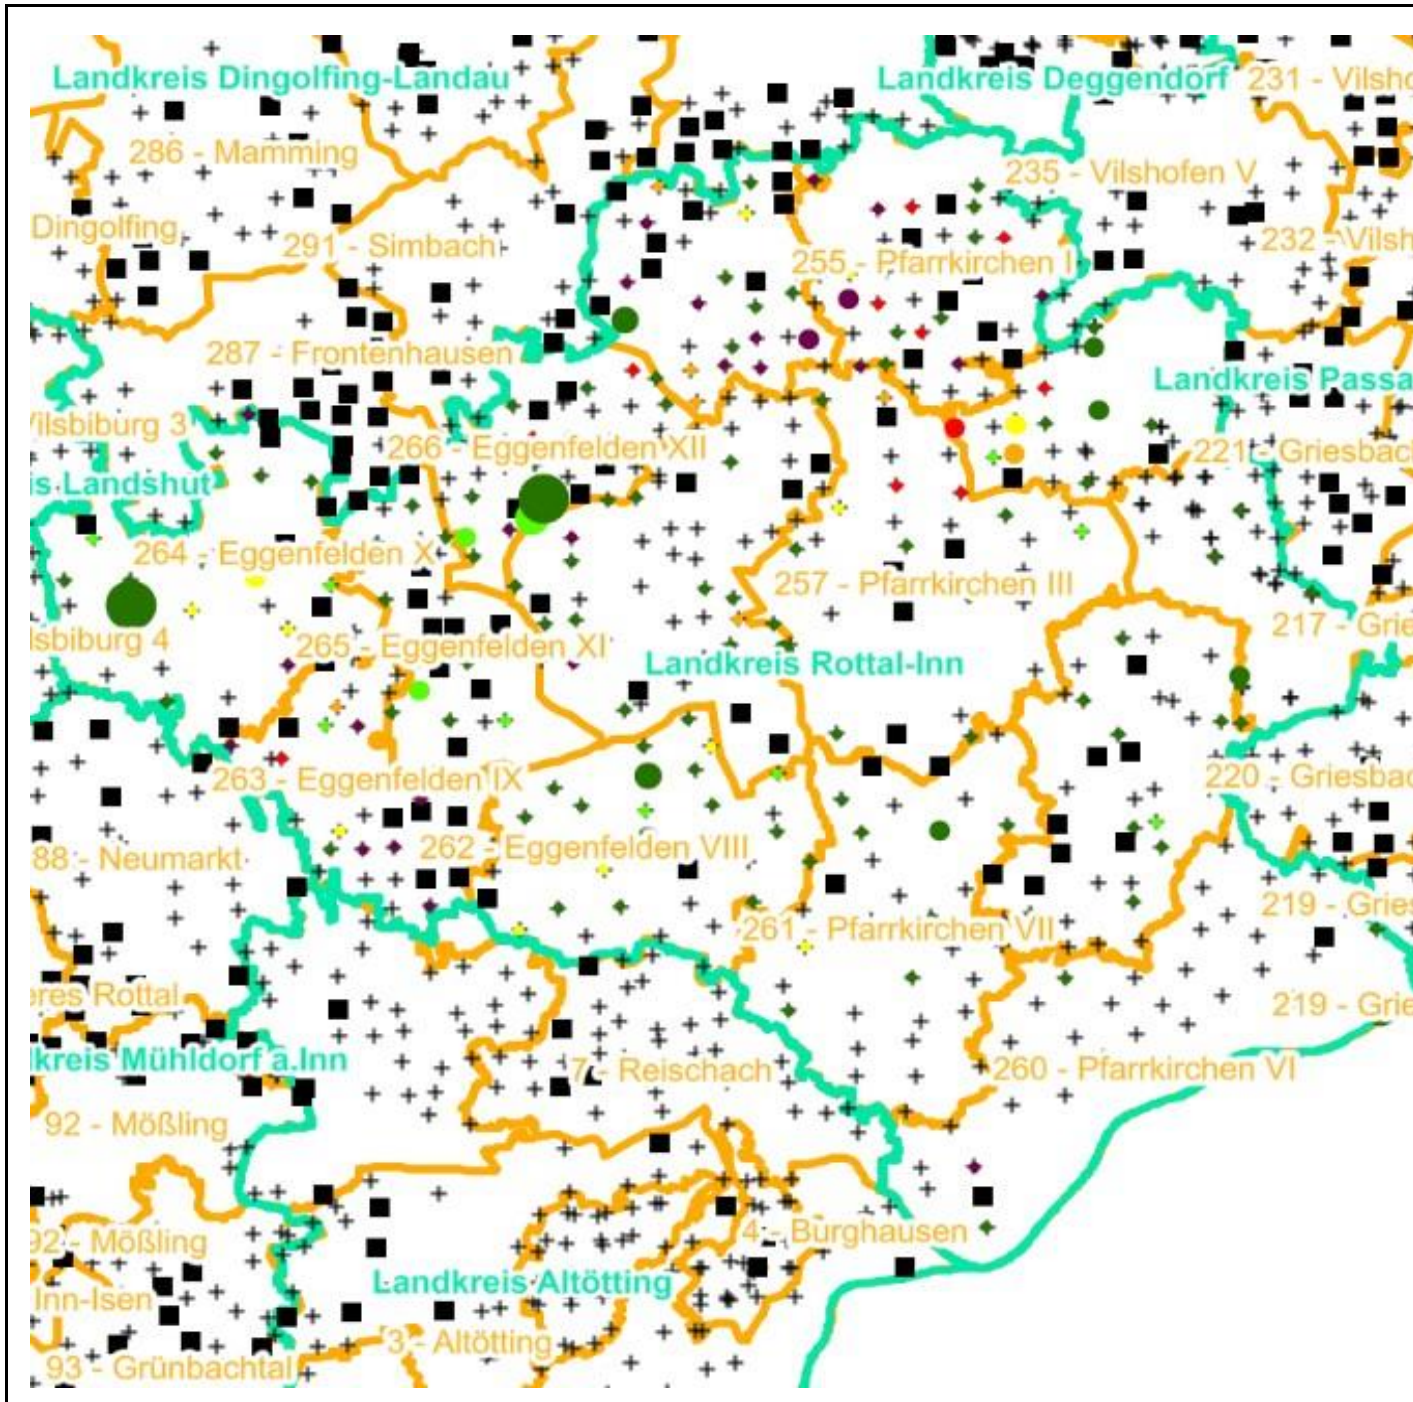 Landkreis Dingolfing-Landau
Landkreis Deggendorf
231 - Vilsho
286 - Mamming
235 - Vilshofen V
Dingolfing
291 - Simbach
232 - Vilsh
255 - Pfarrkirchen I
287 - Frontenhausen
Landkreis Passa
Vilsbiburg 3
266 - Eggenfelden XII
221 - Griesbach
is Landshut
264 - Eggenfelden X
257 - Pfarrkirchen III
217 - Grie
lsbiburg 4
265 - Eggenfelden XI
Landkreis Rottal-Inn
263 - Eggenfelden IX
220 - Griesbac
88 - Neumarkt
262 - Eggenfelden VIII
219 - Gries
261 - Pfarrkirchen VII
eres Rottal
219 - Grie
dkreis Mühldorf a.Inn
7 - Reischach
260 - Pfarrkirchen VI
92 - Mößling
4 - Burghausen
92 - Mößling
Landkreis Altötting
Inn-Isen
3 - Altötting
93 - Grünbachtal